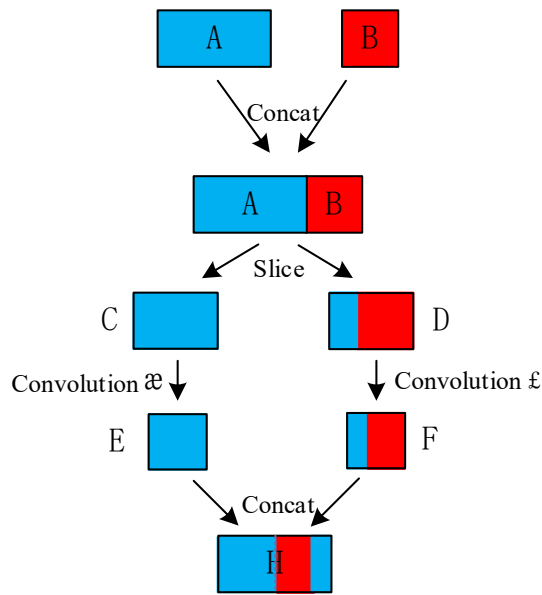 A
B
Concat
A
B
Slice
C
D
Convolution æ
Convolution £
E
F
Concat
H